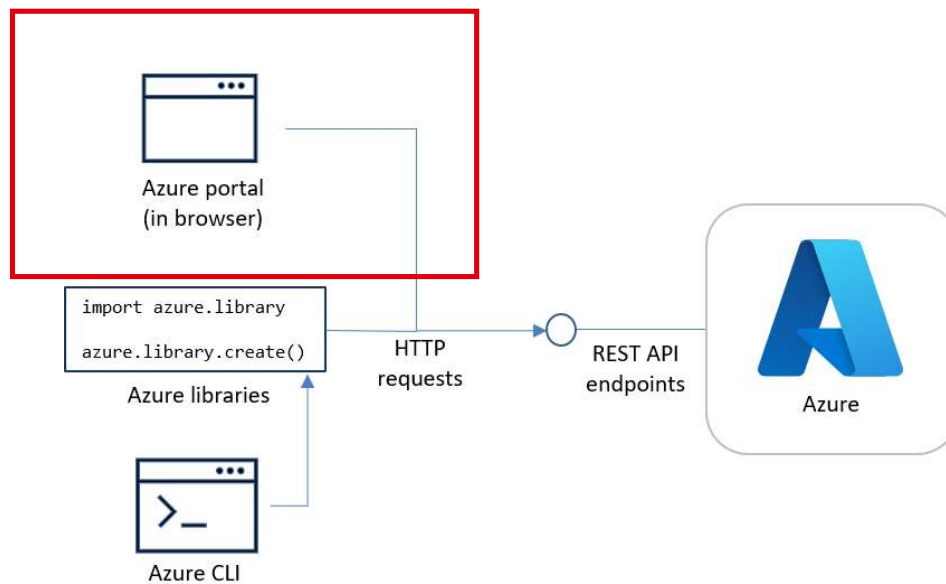 Azure portal
(in browser)
import azure.library
azure.library.create()
Azure libraries
HTTP
requests
REST API
endpoints
Azure
>_
Azure CLI